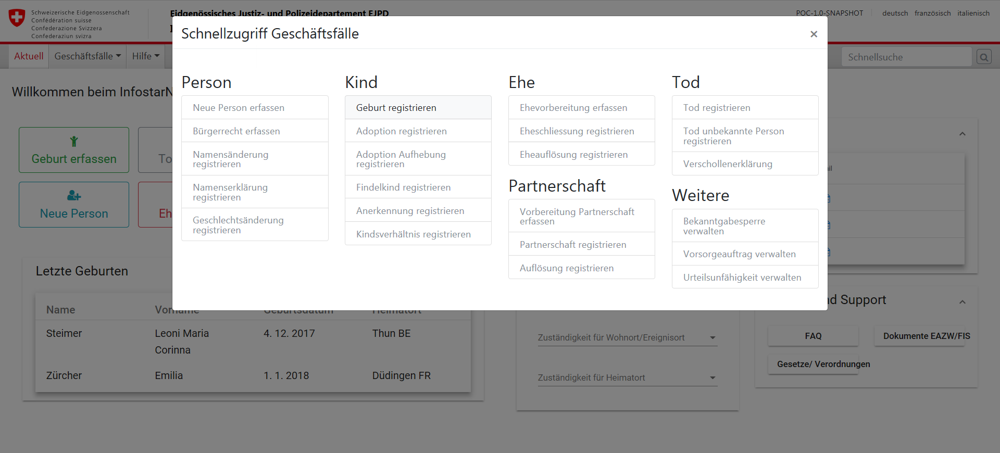 Schweizerische Eidgenossenschaft
Confédération suisse
Confederazione Svizzera
Confederaziun svizra
Eidgenössisches Justiz- und Polizeidepartement EJPD
POC-1.0-SNAPSHOT
deutsch französisch italienisch
Aktuell Geschäftsfälle Hilfe
Schnellsuche
Willkommen beim
Geburt erfassen
Neue Person
Schnellzugriff Geschäftsfälle
×
Person
Neue Person erfassen
Bürgerrecht erfassen
Namensänderung
registrieren
Namenserklärung
registrieren
Geschlechtsänderung
registrieren
Kind
Geburt registrieren
Adoption registrieren
Adoption Aufhebung
registrieren
Findelkind registrieren
Anerkennung registrieren
Kindsverhältnis registrieren
Ehe
Ehevorbereitung erfassen
Eheschliessung registrieren
Eheauflösung registrieren
Partnerschaft
Vorbereitung Partnerschaft
erfassen
Partnerschaft registrieren
Auflösung registrieren
Tod
Tod registrieren
Tod unbekannte Person
registrieren
Verschollenerklärung
Weitere
Bekanntgabesperre
verwalten
Vorsorgeauftrag verwalten
Urteilsunfähigkeit verwalten
Letzte Geburten
Name Vorname Geburtsdatum Heimatort
Steimer Leoni Maria 4. 12. 2017 Thun BE
Corinna
Zürcher Emilia 1. 1. 2018 Düdingen FR
Zuständigkeit für Wohnort/Ereignisort
Zuständigkeit für Heimatort
Support
FAQ Dokumente EAZW/FIS
Gesetze/ Verordnungen